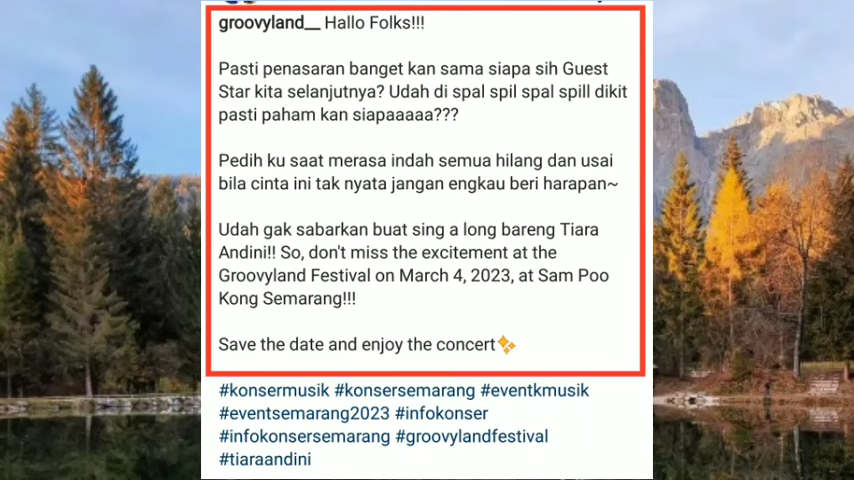 groovyland__ Hallo Folks!!!
Pasti penasaran banget kan sama siapa sih Guest
Star kita selanjutnya? Udah di spal spil spal spill dikit
pasti paham kan siapaaaaa???
Pedih ku saat merasa indah semua hilang dan usai
bila cinta ini tak nyata jangan engkau beri harapan~
Udah gak sabarkan buat sing a long bareng Tiara
Andini!! So, don't miss the excitement at the
Groovyland Festival on March 4, 2023, at Sam Poo
Kong Semarang!!!
Save the date and enjoy the concert✨
#konsermusik #konsersemarang #eventkmusik
#eventsemarang2023 #infokonser
#infokonsersemarang #groovylandfestival
#tiaraandini